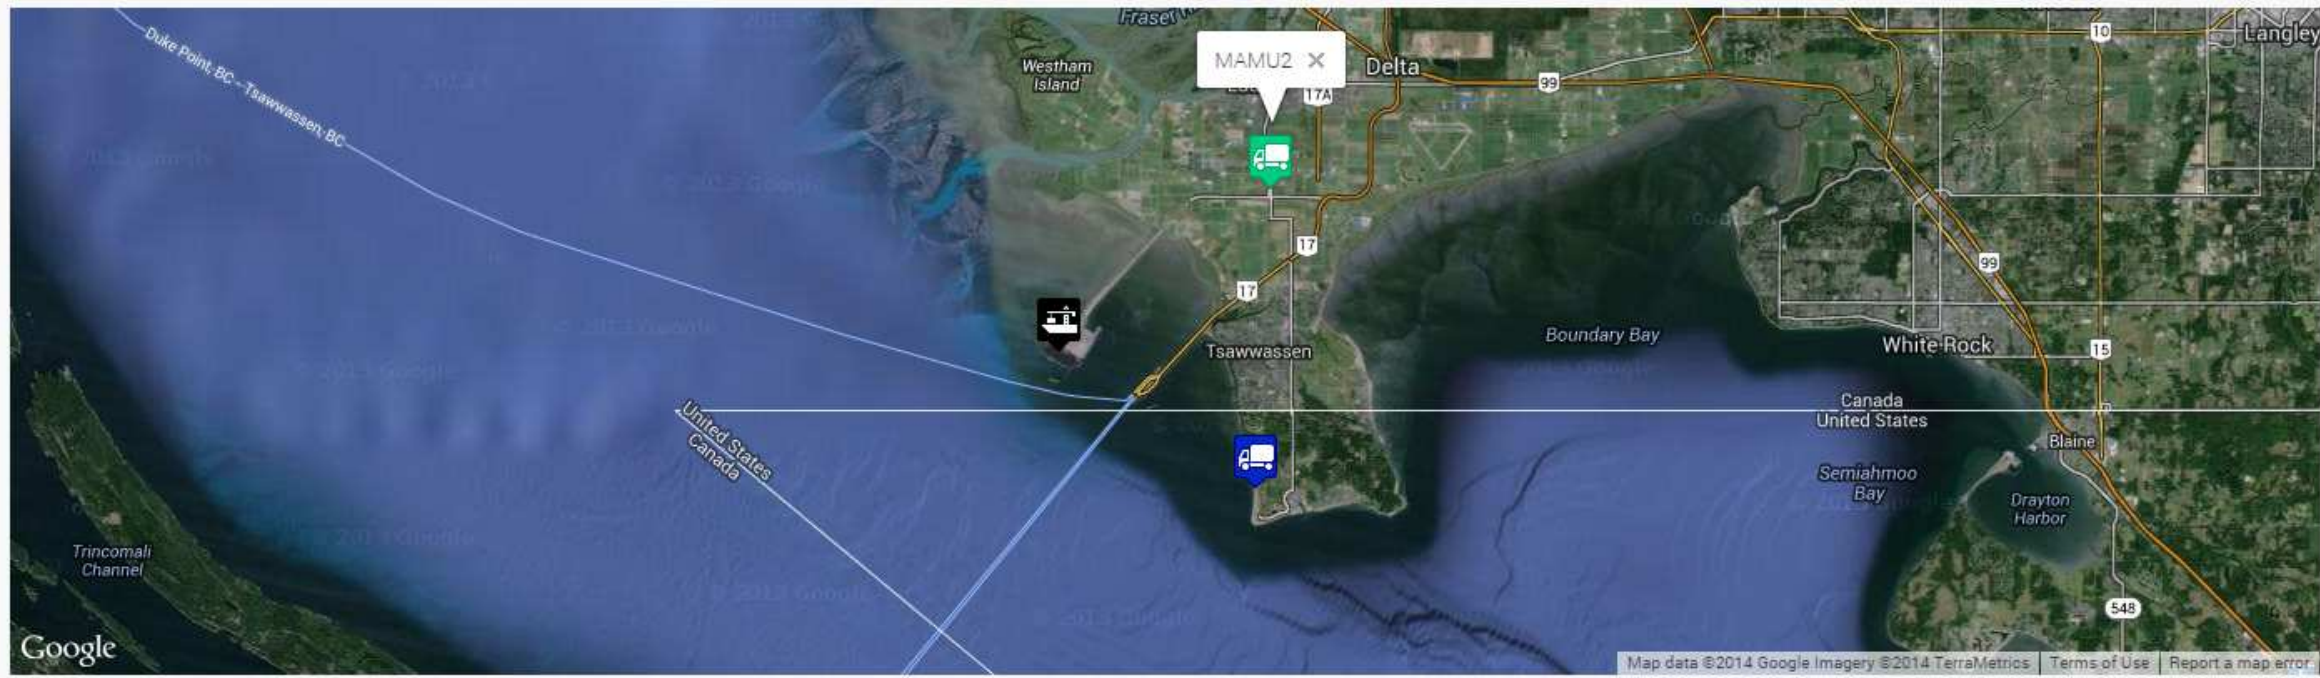 Duke Point, BC - Tsawwassen, BC
Westham
Island
MAMU2 ×
17A
Delta
99
10
Langley
17
17
99
Tsawwassen
Boundary Bay
White Rock
15
United States
Canada
Canada
United States
Blaine
Semiahmoo
Bay
Drayton
Harbor
Trincomali
Channel
548
Google
Map data ©2014 Google Imagery ©2014 TerraMetrics
Terms of Use
Report a map error